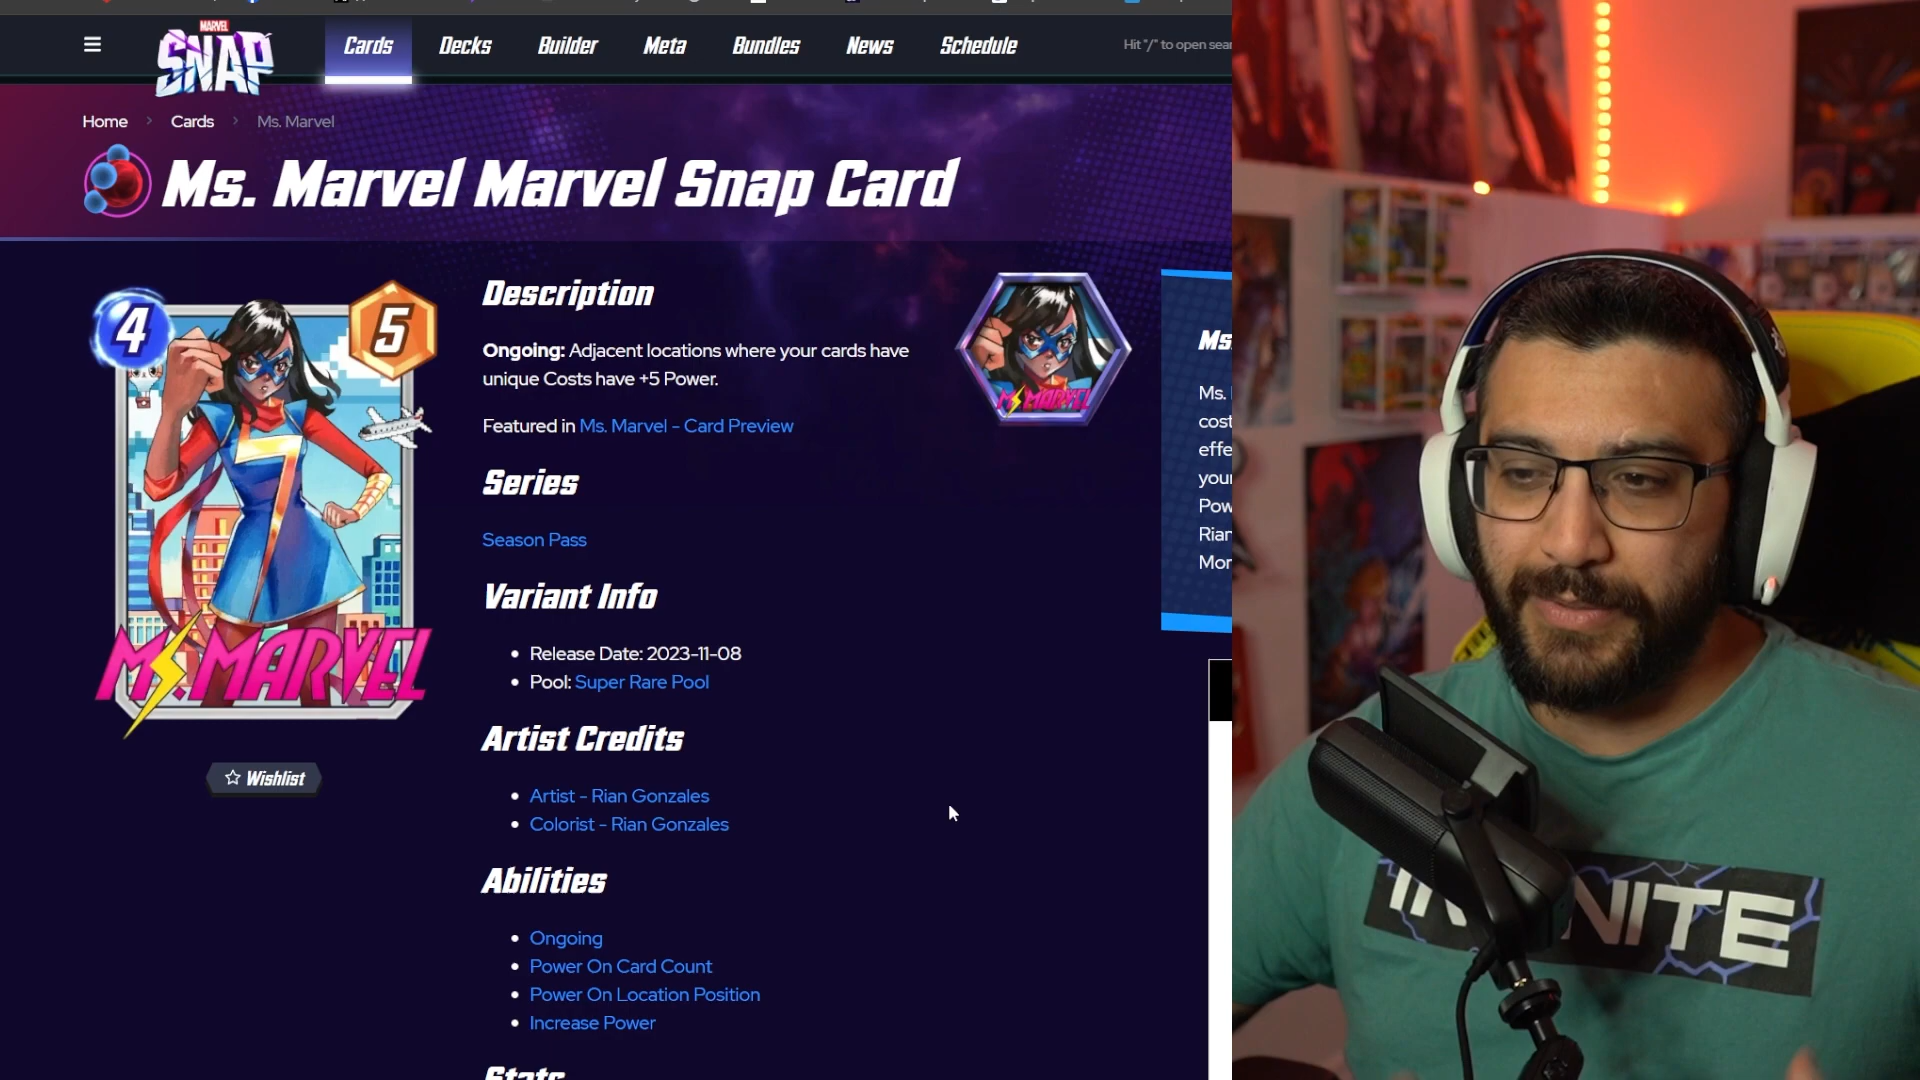 MARVEL
SNAP
Cards
Decks
Builder
Meta
Bundles
News
Schedule
Hit "/" to open sear
Home > Cards > Ms. Marvel
Ms. Marvel Marvel Snap Card
4
5
MS. MARVEL
Wishlist
Description
Ongoing: Adjacent locations where your cards have
unique Costs have +5 Power.
Featured in Ms. Marvel - Card Preview
Series
Season Pass
Variant Info
Release Date: 2023-11-08
Pool: Super Rare Pool
Artist Credits
Artist - Rian Gonzales
Colorist - Rian Gonzales
Abilities
Ongoing
Power On Card Count
Power On Location Position
Increase Power
Stats
MS. MARVEL
Ms.
Ms.
cost
effe
your
Pow
Rian
Mor
NITE